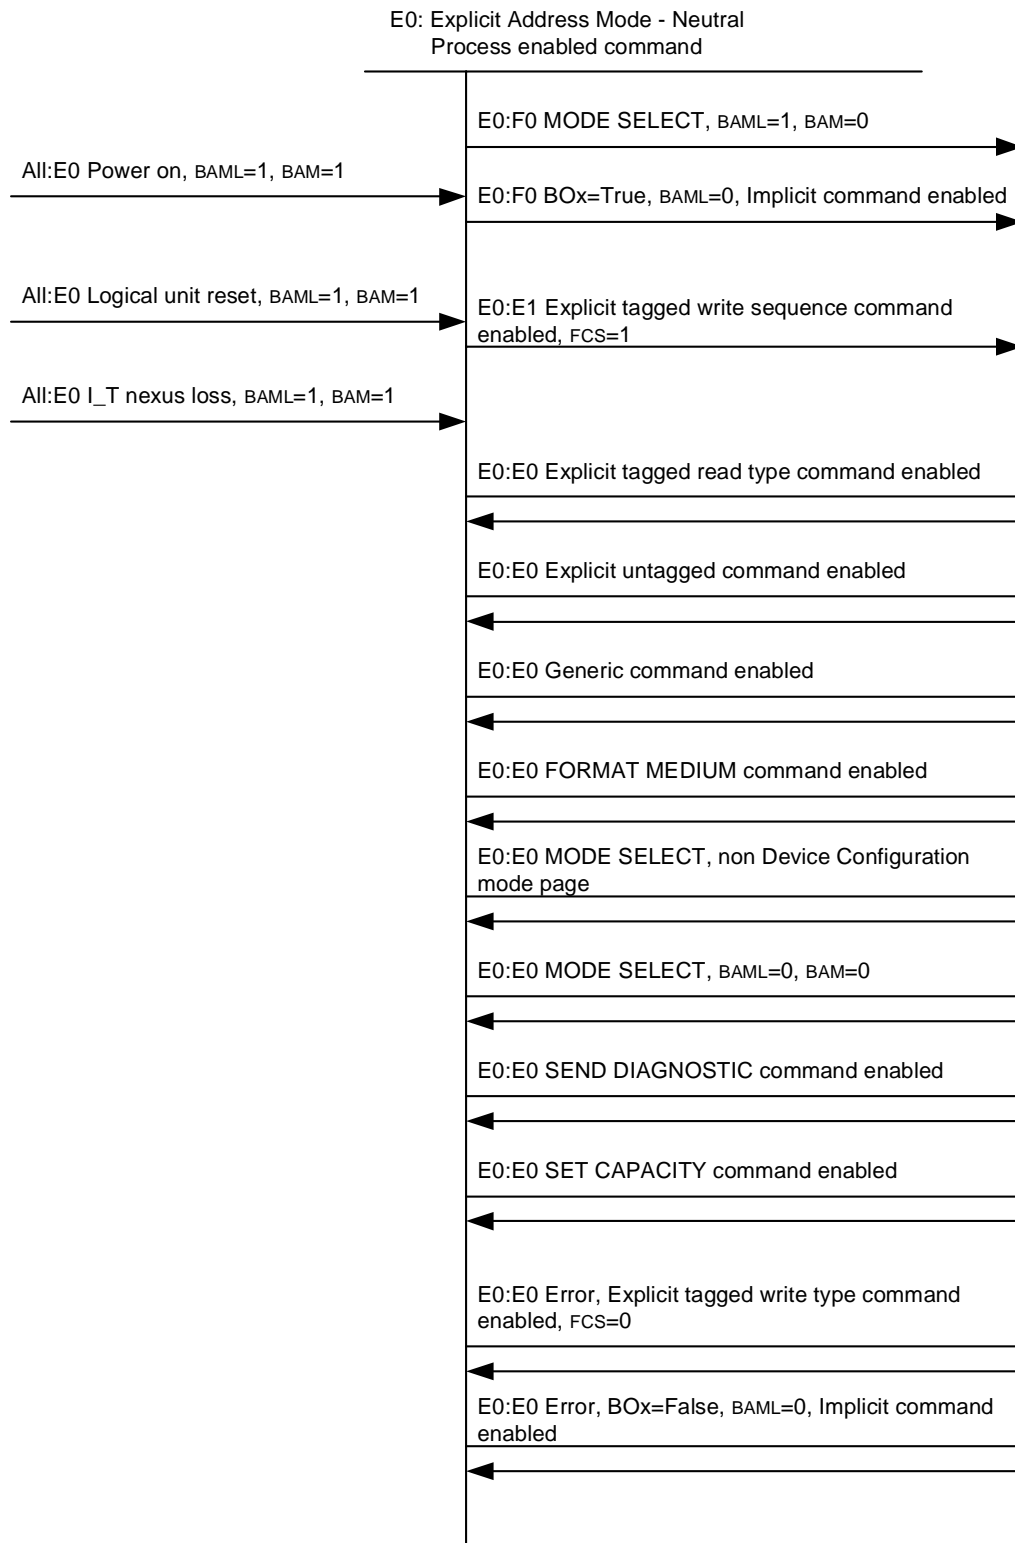 E0: Explicit Address Mode - Neutral
Process enabled command
E0:F0 MODE SELECT, BAML=1, BAM=0
All:E0 Power on, BAML=1, BAM=1
E0:F0 BOx=True, BAML=0, Implicit command enabled
All:E0 Logical unit reset, BAML=1, BAM=1
E0:E1 Explicit tagged write sequence command
enabled, FCS=1
All:E0 I_T nexus loss, BAML=1, BAM=1
E0:E0 Explicit tagged read type command enabled
E0:E0 Explicit untagged command enabled
E0:E0 Generic command enabled
E0:E0 FORMAT MEDIUM command enabled
E0:E0 MODE SELECT, non Device Configuration
mode page
E0:E0 MODE SELECT, BAML=0, BAM=0
E0:E0 SEND DIAGNOSTIC command enabled
E0:E0 SET CAPACITY command enabled
E0:E0 Error, Explicit tagged write type command
enabled, FCS=0
E0:E0 Error, BOx=False, BAML=0, Implicit command
enabled